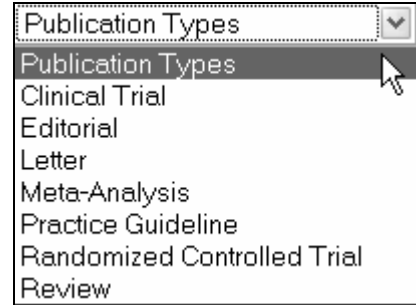 Publication Types
Publication Types
Clinical Trial
Editorial
Letter
Meta-Analysis
Practice Guideline
Randomized Controlled Trial
Review